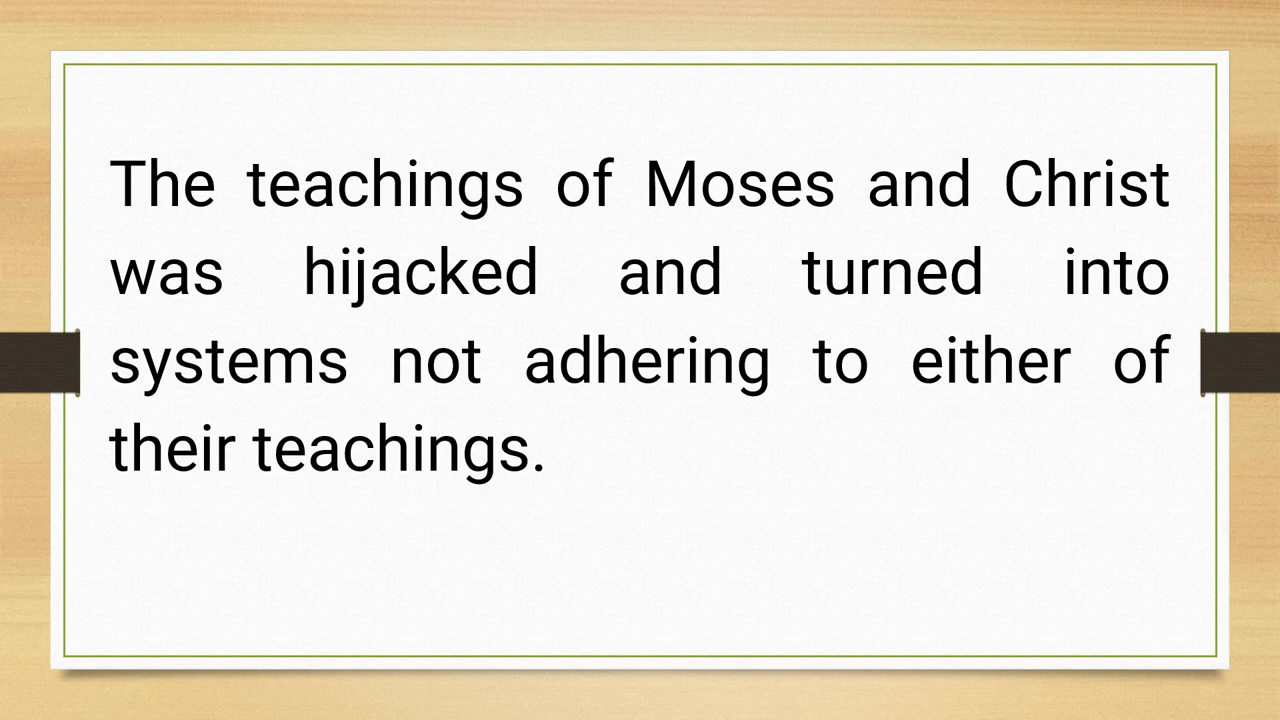 The teachings of Moses and Christ
was hijacked and turned into
systems not adhering to either of
their teachings.